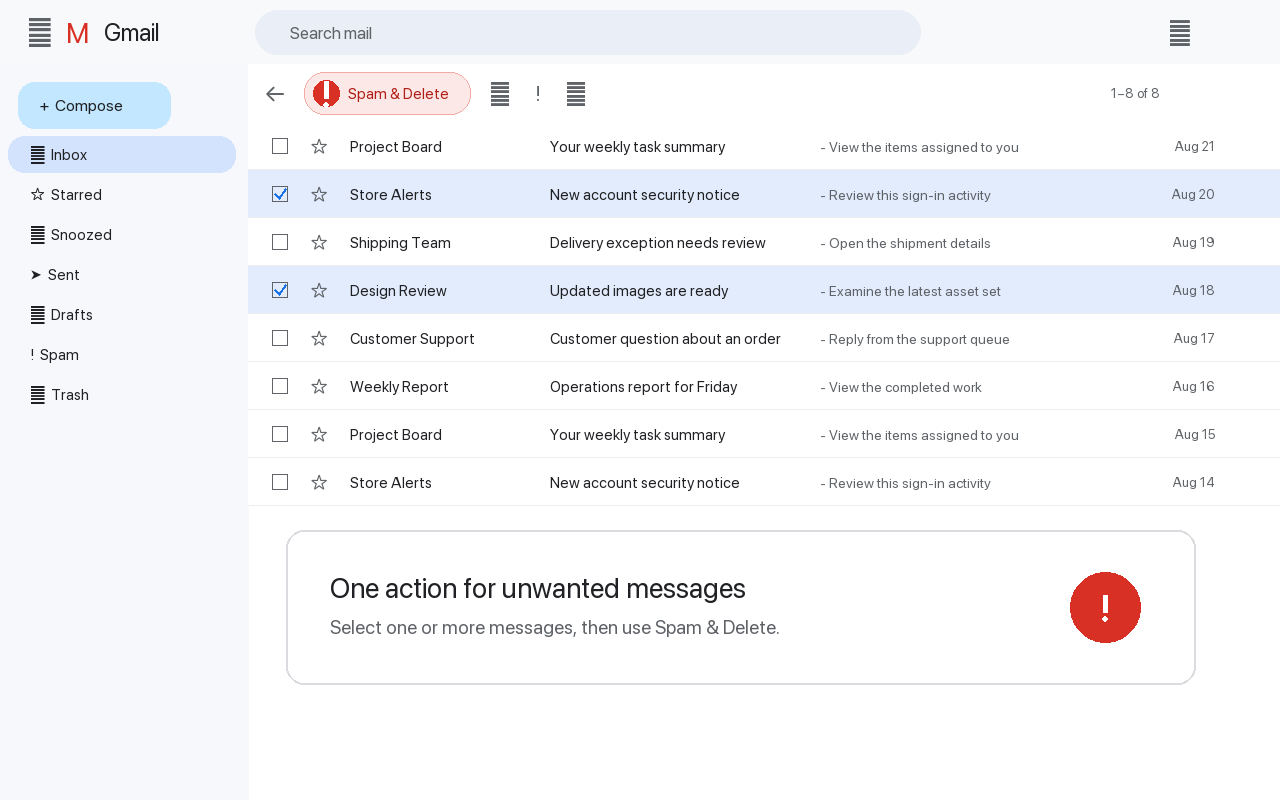 M Gmail
Search mail
+ Compose
! Spam & Delete
!
1–8 of 8
Inbox
Starred
Snoozed
Sent
Drafts
! Spam
Trash
Project Board Your weekly task summary - View the items assigned to you Aug 21
Store Alerts New account security notice - Review this sign-in activity Aug 20
Shipping Team Delivery exception needs review - Open the shipment details Aug 19
Design Review Updated images are ready - Examine the latest asset set Aug 18
Customer Support Customer question about an order - Reply from the support queue Aug 17
Weekly Report Operations report for Friday - View the completed work Aug 16
Project Board Your weekly task summary - View the items assigned to you Aug 15
Store Alerts New account security notice - Review this sign-in activity Aug 14
One action for unwanted messages
Select one or more messages, then use Spam & Delete.
!